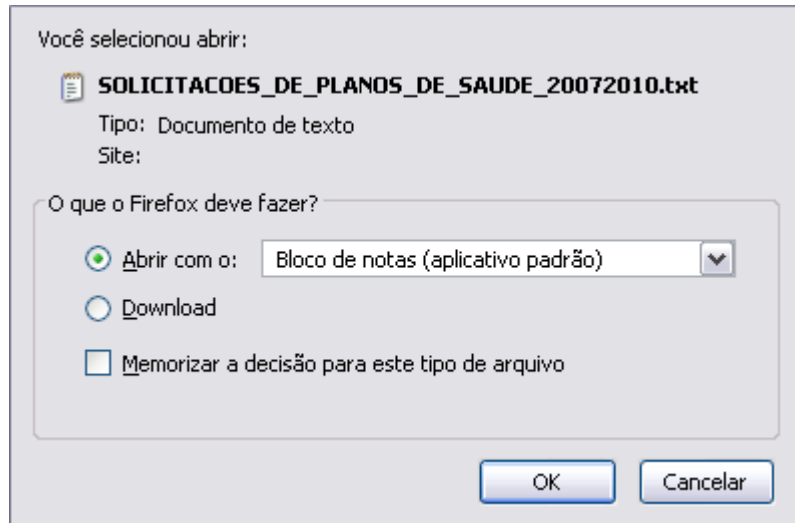 Você selecionou abrir:
SOLICITACOES_DE_PLANOS_DE_SAUDE_20072010.txt
Tipo: Documento de texto
Site:
O que o Firefox deve fazer?
Abrir com o: Bloco de notas (aplicativo padrão)
Download
Memorizar a decisão para este tipo de arquivo
OK Cancelar